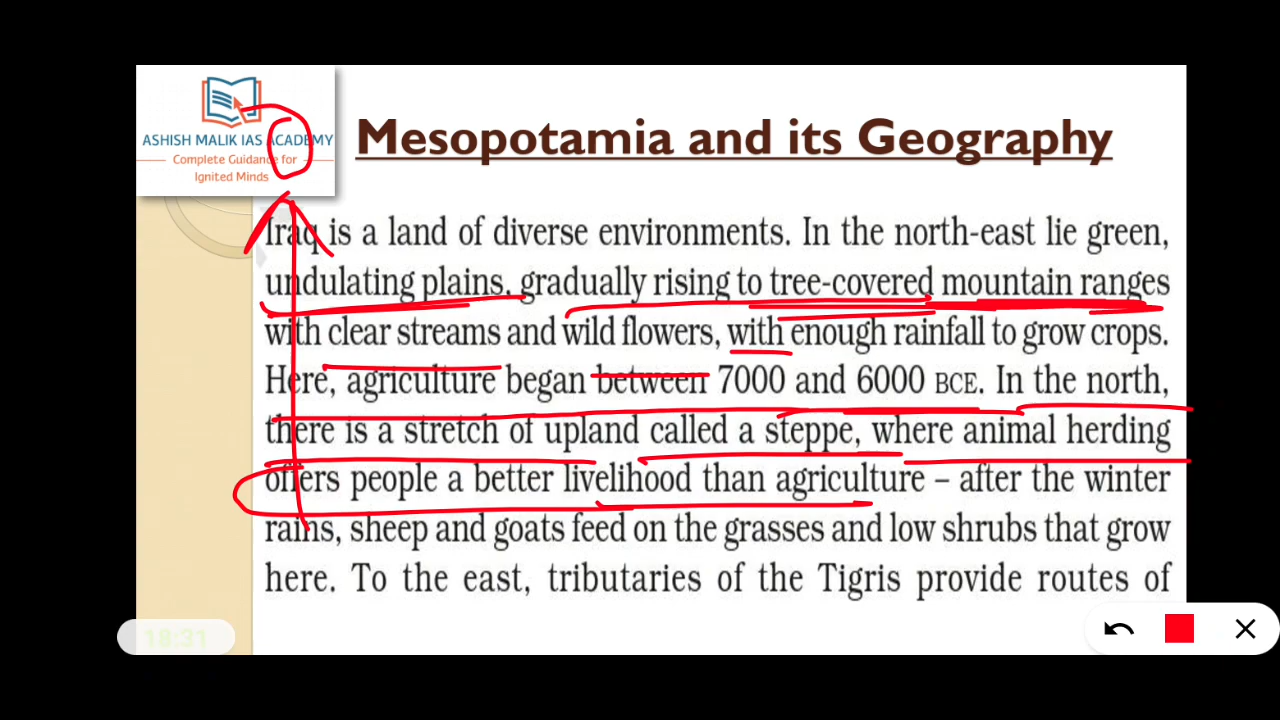 ASHISH MALIK IAS ACADEMY
Complete Guidance for
Ignited Minds
Mesopotamia and its Geography
Iraq is a land of diverse environments. In the north-east lie green,
undulating plains, gradually rising to tree-covered mountain ranges
with clear streams and wild flowers, with enough rainfall to grow crops.
Here, agriculture began between 7000 and 6000 BCE. In the north,
there is a stretch of upland called a steppe, where animal herding
offers people a better livelihood than agriculture – after the winter
rains, sheep and goats feed on the grasses and low shrubs that grow
here. To the east, tributaries of the Tigris provide routes of
18:31